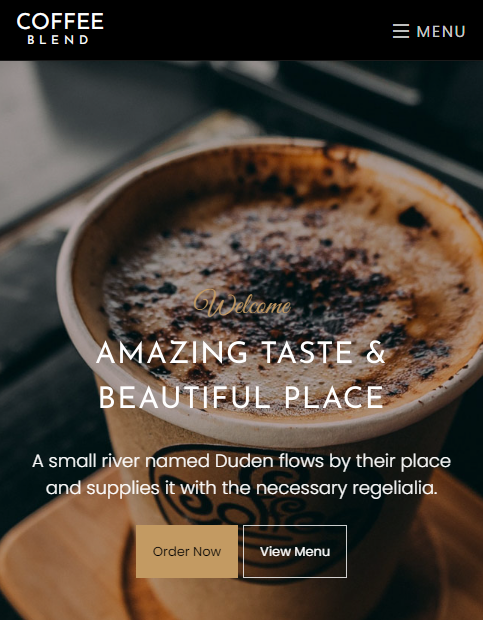 COFFEE
BLEND
MENU
Welcome
AMAZING TASTE &
BEAUTIFUL PLACE
A small river named Duden flows by their place
and supplies it with the necessary regelialia.
Order Now
View Menu